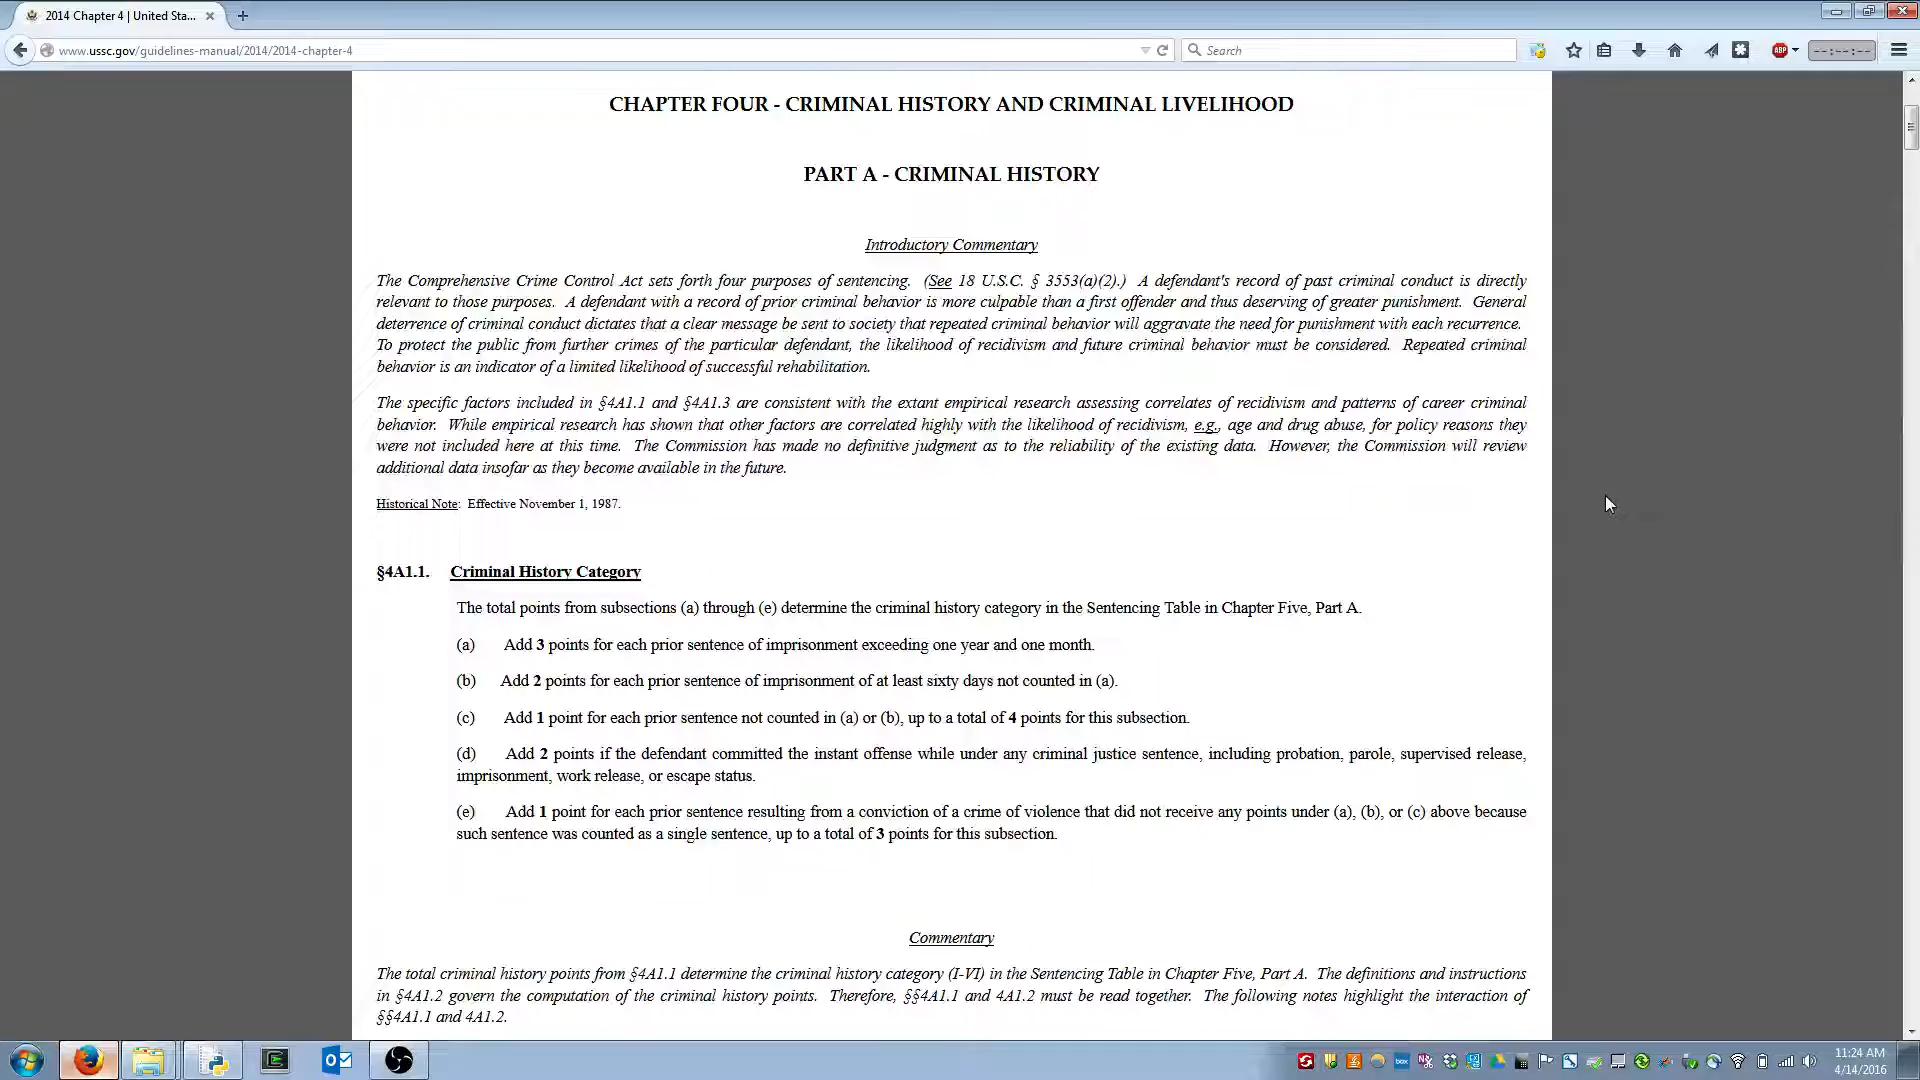 2014 Chapter 4 | United Sta...
www.ussc.gov/guidelines-manual/2014/2014-chapter-4
Search
ABP
--:--:--
CHAPTER FOUR - CRIMINAL HISTORY AND CRIMINAL LIVELIHOOD
PART A - CRIMINAL HISTORY
Introductory Commentary
The Comprehensive Crime Control Act sets forth four purposes of sentencing. (See 18 U.S.C. § 3553(a)(2).) A defendant's record of past criminal conduct is directly
relevant to those purposes. A defendant with a record of prior criminal behavior is more culpable than a first offender and thus deserving of greater punishment. General
deterrence of criminal conduct dictates that a clear message be sent to society that repeated criminal behavior will aggravate the need for punishment with each recurrence.
To protect the public from further crimes of the particular defendant, the likelihood of recidivism and future criminal behavior must be considered. Repeated criminal
behavior is an indicator of a limited likelihood of successful rehabilitation.
The specific factors included in §4A1.1 and §4A1.3 are consistent with the extant empirical research assessing correlates of recidivism and patterns of career criminal
behavior. While empirical research has shown that other factors are correlated highly with the likelihood of recidivism, e.g., age and drug abuse, for policy reasons they
were not included here at this time. The Commission has made no definitive judgment as to the reliability of the existing data. However, the Commission will review
additional data insofar as they become available in the future.
Historical Note: Effective November 1, 1987.
§4A1.1. Criminal History Category
The total points from subsections (a) through (e) determine the criminal history category in the Sentencing Table in Chapter Five, Part A.
(a) Add 3 points for each prior sentence of imprisonment exceeding one year and one month.
(b) Add 2 points for each prior sentence of imprisonment of at least sixty days not counted in (a).
(c) Add 1 point for each prior sentence not counted in (a) or (b), up to a total of 4 points for this subsection.
(d) Add 2 points if the defendant committed the instant offense while under any criminal justice sentence, including probation, parole, supervised release,
imprisonment, work release, or escape status.
(e) Add 1 point for each prior sentence resulting from a conviction of a crime of violence that did not receive any points under (a), (b), or (c) above because
such sentence was counted as a single sentence, up to a total of 3 points for this subsection.
Commentary
The total criminal history points from §4A1.1 determine the criminal history category (I-VI) in the Sentencing Table in Chapter Five, Part A. The definitions and instructions
in §4A1.2 govern the computation of the criminal history points. Therefore, §§4A1.1 and 4A1.2 must be read together. The following notes highlight the interaction of
§§4A1.1 and 4A1.2.
11:24 AM
4/14/2016